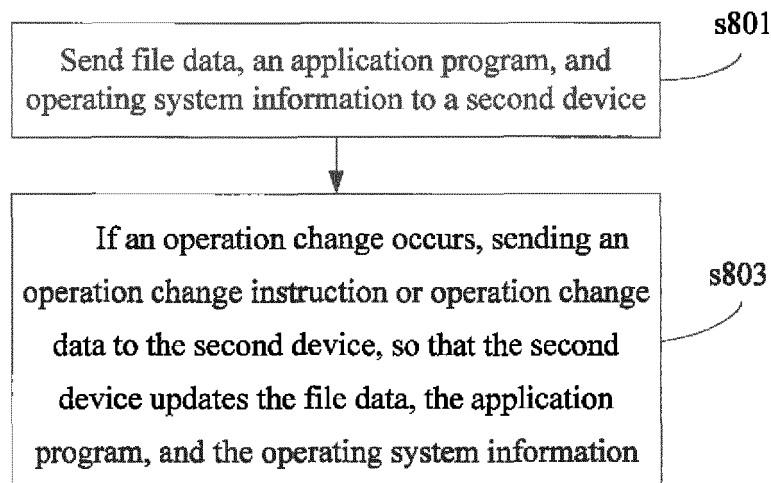 s801
Send file data, an application program, and
operating system information to a second device
If an operation change occurs, sending an
operation change instruction or operation change
s803
data to the second device, so that the second
device updates the file data, the application
program, and the operating system information